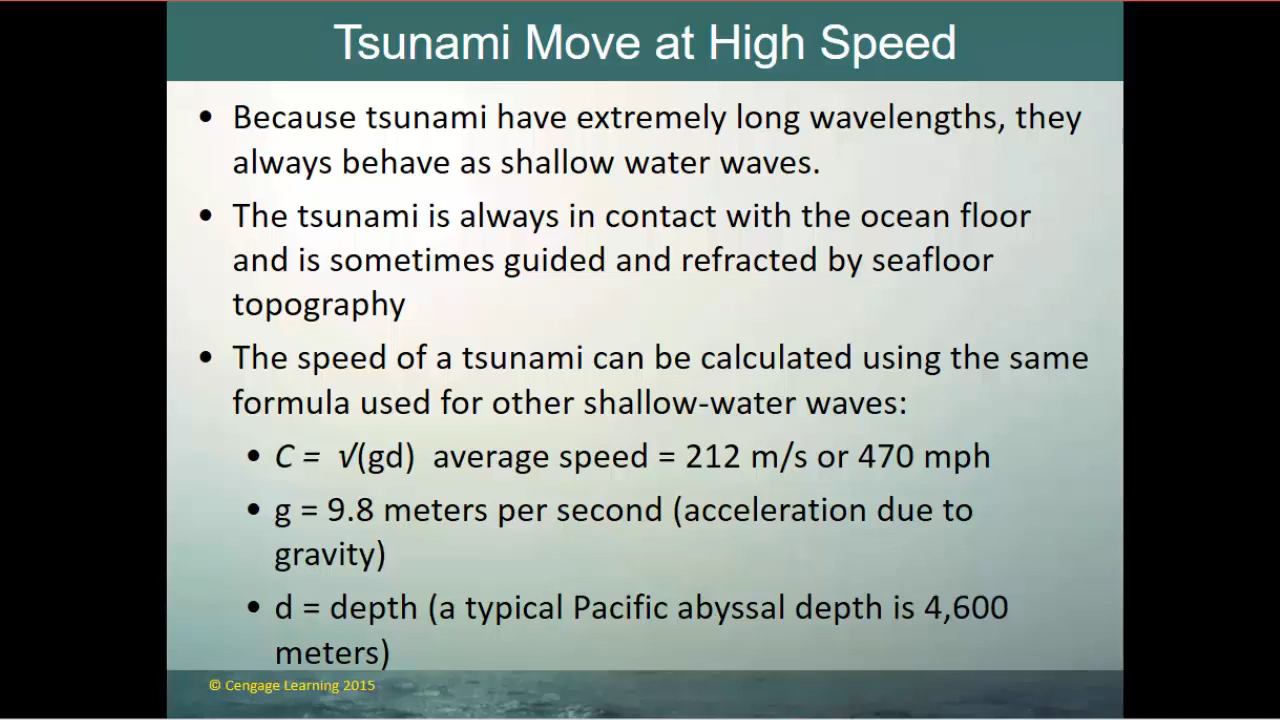 Tsunami Move at High Speed
• Because tsunami have extremely long wavelengths, they
always behave as shallow water waves.
• The tsunami is always in contact with the ocean floor
and is sometimes guided and refracted by seafloor
topography
• The speed of a tsunami can be calculated using the same
formula used for other shallow-water waves:
• C = √(gd) average speed = 212 m/s or 470 mph
• g = 9.8 meters per second (acceleration due to
gravity)
• d = depth (a typical Pacific abyssal depth is 4,600
meters)
© Cengage Learning 2015